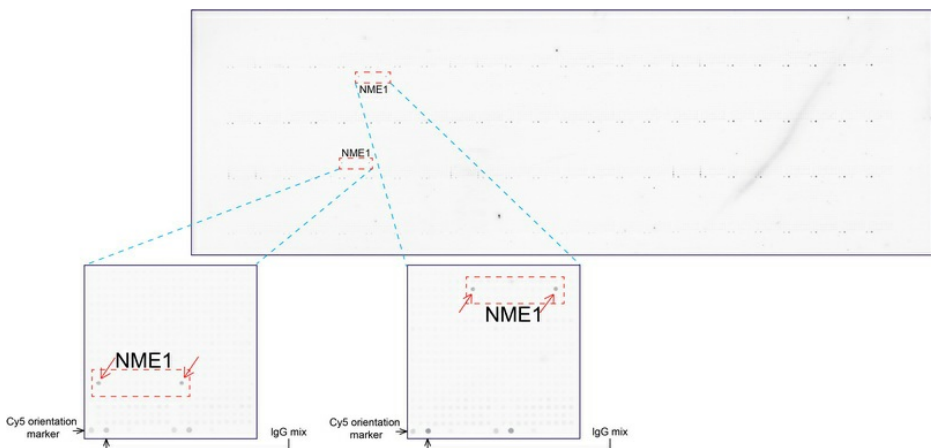 NME1
NME1
NME1
NME1
Cy5 orientation
marker
IgG mix
Cy5 orientation
marker
IgG mix